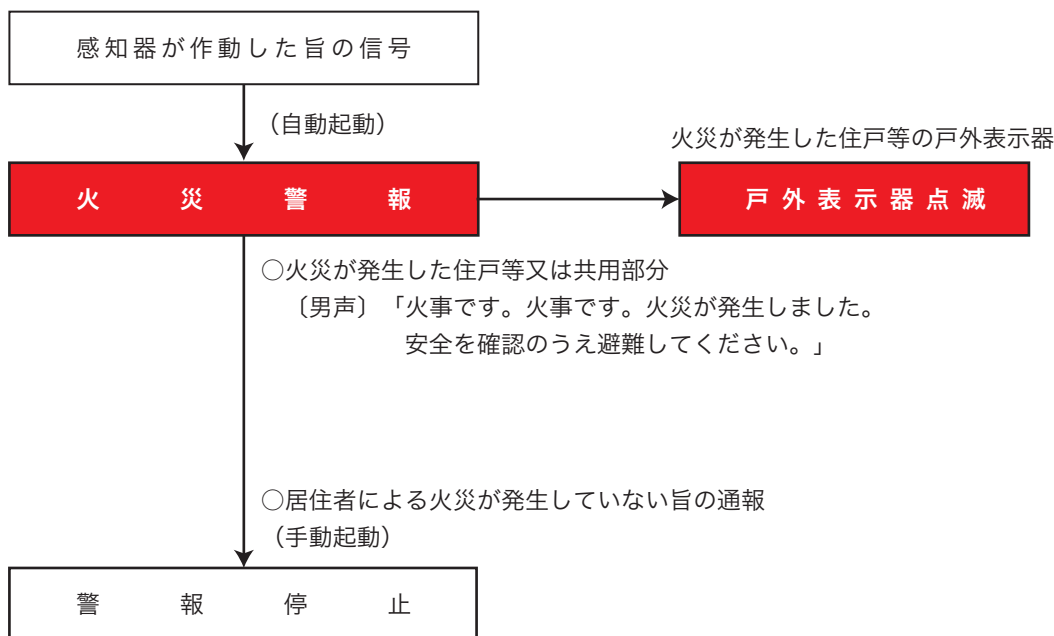 感知器が作動した旨の信号
（自動起動）
火災が発生した住戸等の戸外表示器
火災警報
戸外表示器点滅
○火災が発生した住戸等又は共用部分
〔男声〕「火事です。火事です。火災が発生しました。
安全を確認のうえ避難してください。」
○居住者による火災が発生していない旨の通報
（手動起動）
警報停止